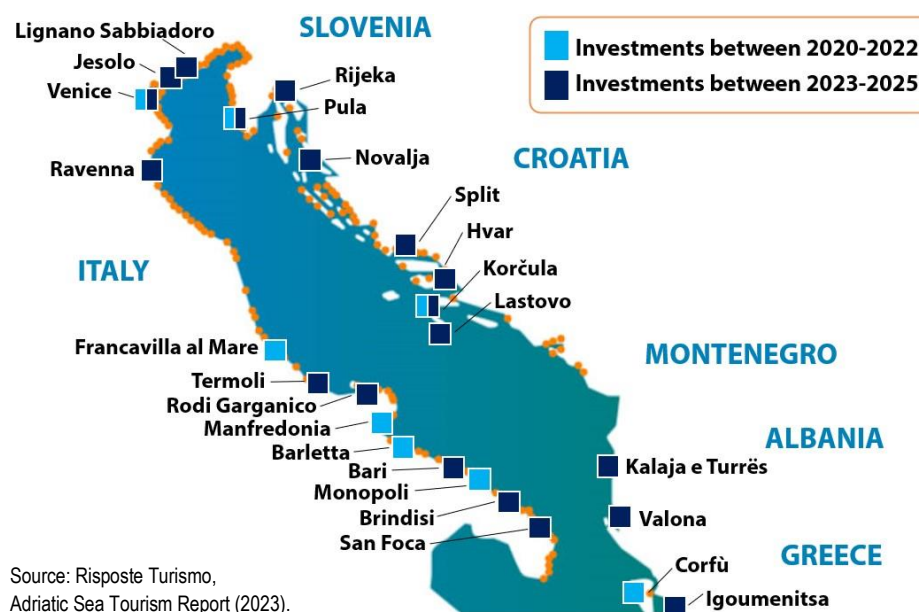 SLOVENIA
Investments between 2020-2022
Investments between 2023-2025
Lignano Sabbiadoro
Jesolo
Venice
Rijeka
Pula
Ravenna
Novalja
CROATIA
Split
Hvar
ITALY
Korčula
Lastovo
Francavilla al Mare
MONTENEGRO
Termoli
Rodi Garganico
Manfredonia
Barletta
ALBANIA
Bari
Kalaja e Turrës
Monopoli
Brindisi
Valona
San Foca
GREECE
Corfù
Igoumenitsa
Source: Risposte Turismo,
Adriatic Sea Tourism Report (2023).